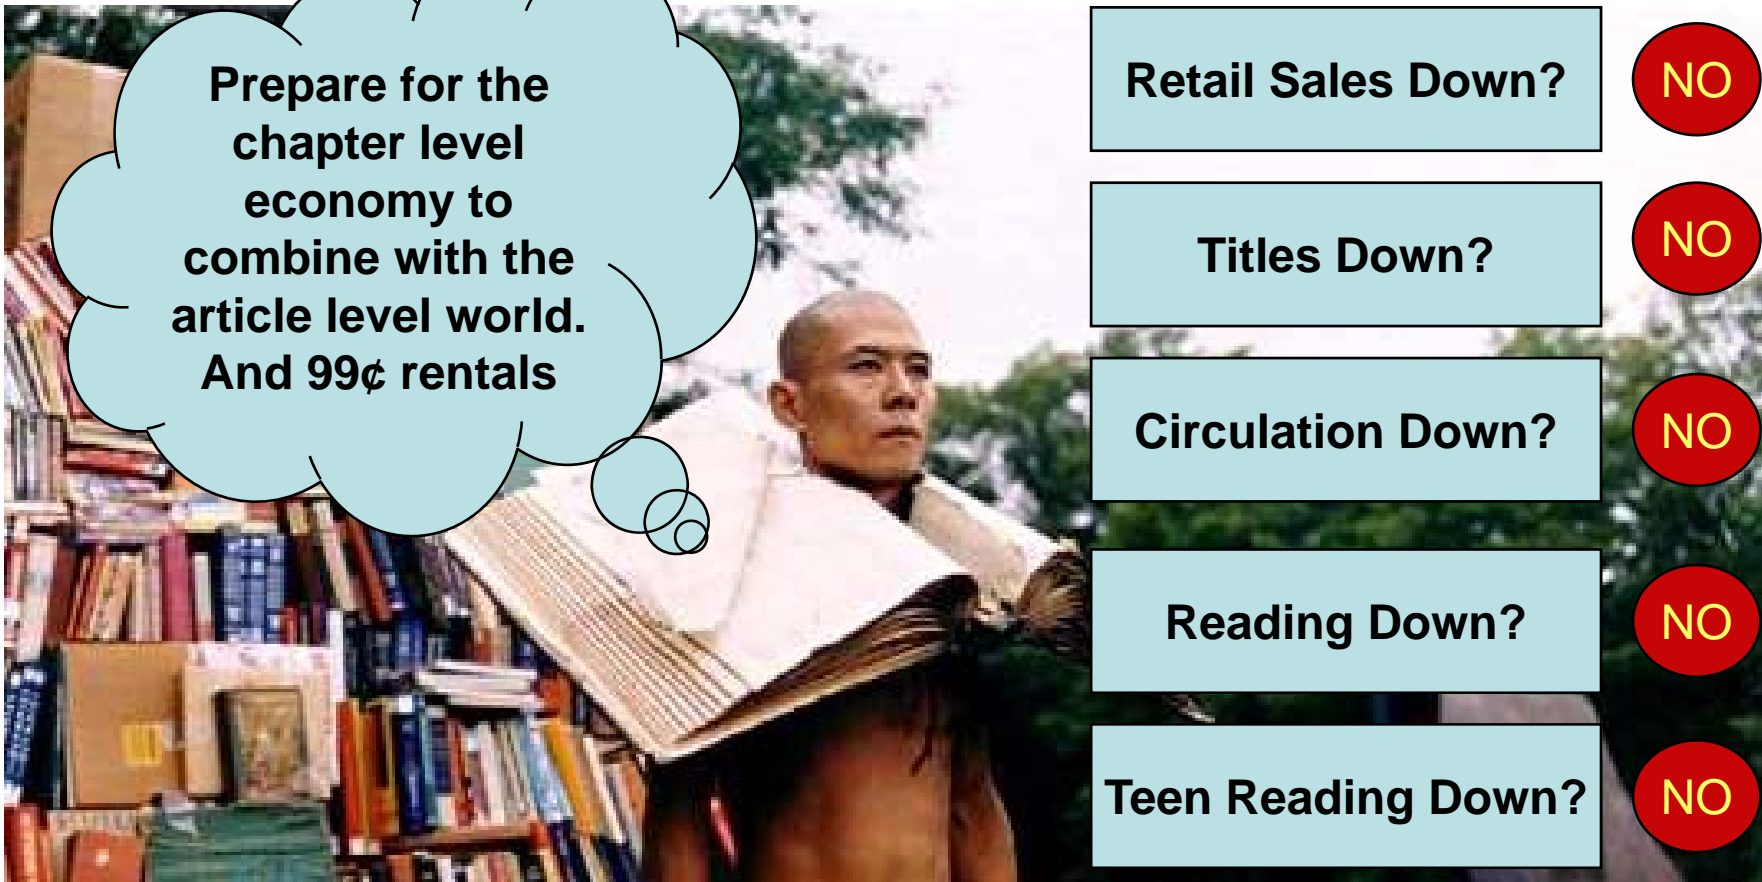 Prepare for the
chapter level
economy to
combine with the
article level world.
And 99¢ rentals
Retail Sales Down?
NO
Titles Down?
NO
Circulation Down?
NO
Reading Down?
NO
Teen Reading Down?
NO